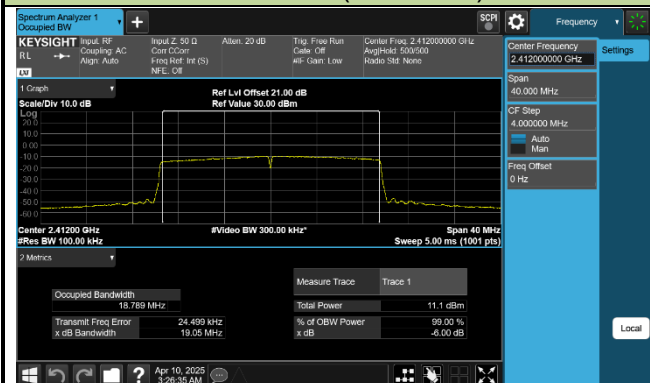 Spectrum Analyzer 1
Occupied BW
SCPI
Frequency
KEYSIGHT
RL
LXI
Input: RF
Coupling: AC
Align: Auto
Input Z: 50 Ω
Corr CCorr
Freq Ref: Int (S)
NFE: Off
Atten: 20 dB
Trig: Free Run
Gate: Off
#IF Gain: Low
Center Freq: 2.412000000 GHz
Avg|Hold: 500/500
Radio Std: None
Center Frequency
2.412000000 GHz
Settings
Span
40.000 MHz
CF Step
4.000000 MHz
Auto
Man
Freq Offset
0 Hz
1 Graph
Scale/Div 10.0 dB
Ref Lvl Offset 21.00 dB
Ref Value 30.00 dBm
Log
20.0
10.0
0.00
-10.0
-20.0
-30.0
-40.0
-50.0
-60.0
Center 2.41200 GHz
#Video BW 300.00 kHz*
Span 40 MHz
#Res BW 100.00 kHz
Sweep 5.00 ms (1001 pts)
2 Metrics
Measure Trace Trace 1
Occupied Bandwidth
18.789 MHz
Total Power 11.1 dBm
Transmit Freq Error 24.499 kHz
% of OBW Power 99.00 %
x dB Bandwidth 19.05 MHz
x dB -6.00 dB
Local
?
Apr 10, 2025
3:26:35 AM